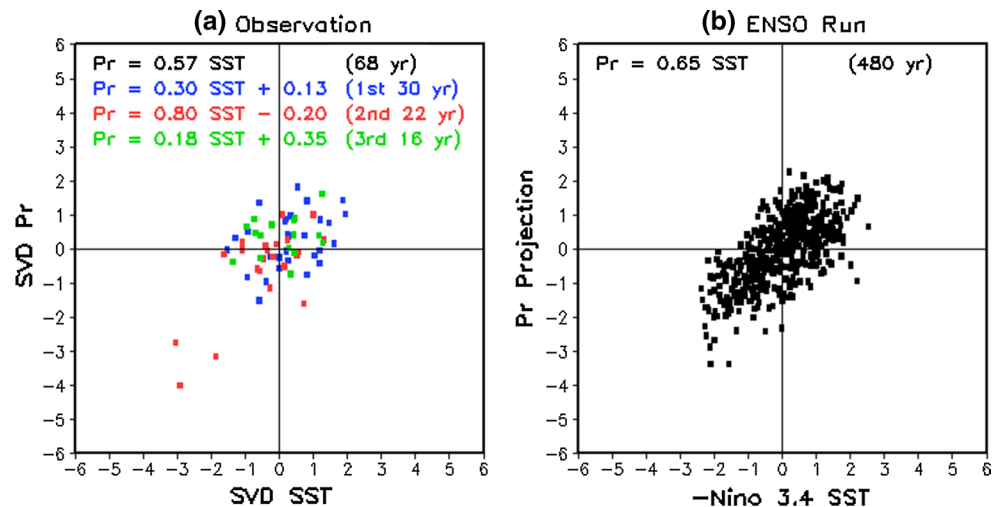 (a) Observation
Pr = 0.57 SST (68 yr)
Pr = 0.30 SST + 0.13 (1st 30 yr)
Pr = 0.80 SST − 0.20 (2nd 22 yr)
Pr = 0.18 SST + 0.35 (3rd 16 yr)
SVD Pr
6
5
4
3
2
1
0
−1
−2
−3
−4
−5
−6
−6 −5 −4 −3 −2 −1 0 1 2 3 4 5 6
SVD SST
(b) ENSO Run
Pr = 0.65 SST (480 yr)
Pr Projection
6
5
4
3
2
1
0
−1
−2
−3
−4
−5
−6
−6 −5 −4 −3 −2 −1 0 1 2 3 4 5 6
−Nino 3.4 SST